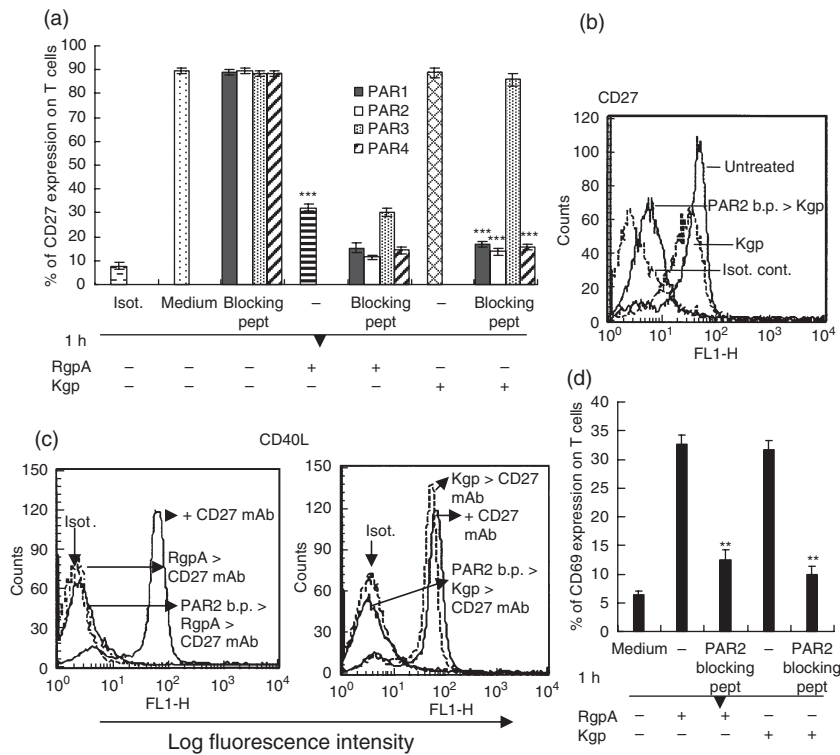 (a)
% of CD27 expression on T cells
100
90
80
70
60
50
40
30
20
10
0
PAR1
PAR2
PAR3
PAR4
***
*** *** ***
Isot. Medium Blocking pept – Blocking pept – Blocking pept
1 h
RgpA – – – + + – –
Kgp – – – – – + +
(b)
CD27
Counts
120
100
80
60
40
20
0
Untreated
PAR2 b.p. > Kgp
Kgp
Isot. cont.
10^0 10^1 10^2 10^3 10^4
FL1-H
(c)
CD40L
Counts
150
120
90
60
30
0
Isot.
+ CD27 mAb
RgpA >
CD27 mAb
PAR2 b.p. >
RgpA >
CD27 mAb
10^0 10^1 10^2 10^3 10^4
FL1-H
Counts
150
120
90
60
30
0
Isot.
Kgp > CD27
mAb
+ CD27
mAb
PAR2 b.p. >
Kgp >
CD27 mAb
10^0 10^1 10^2 10^3 10^4
FL1-H
Log fluorescence intensity
(d)
% of CD69 expression on T cells
40
35
30
25
20
15
10
5
0
** **
Medium – PAR2 blocking pept – PAR2 blocking pept
1 h
RgpA – + + – –
Kgp – – – + +